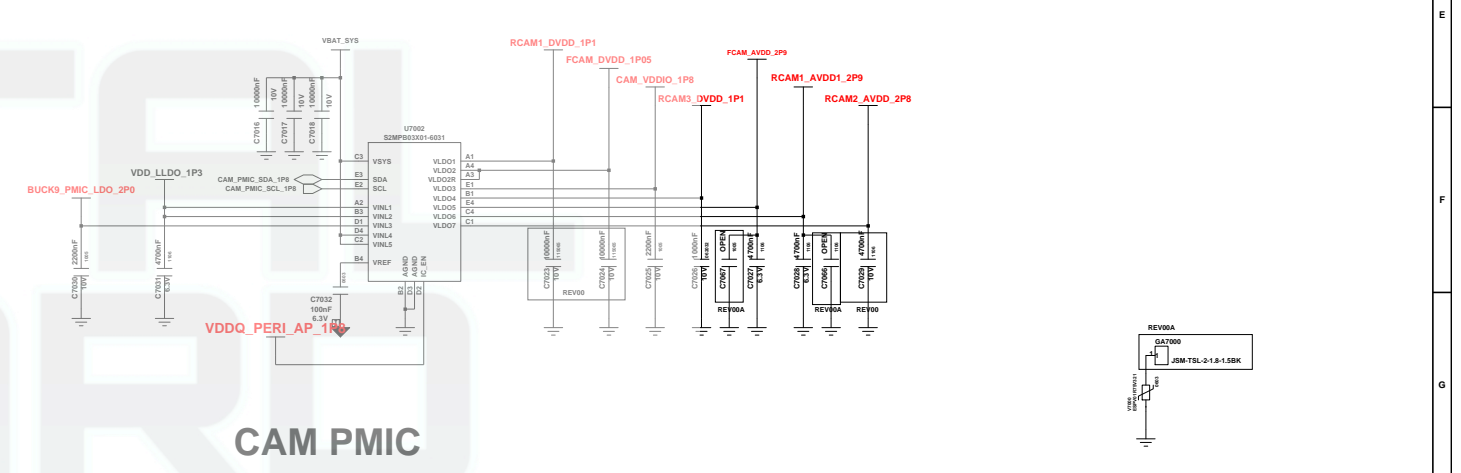 E
VBAT_SYS
RCAM1_DVDD_1P1
FCAM_AVDD_2P9
FCAM_DVDD_1P05
CAM_VDDIO_1P8
RCAM1_AVDD1_2P9
RCAM3_DVDD_1P1
RCAM2_AVDD_2P8
10000nF
10V
C7016
10000nF
10V
C7017
10000nF
10V
C7018
U7002
S2MPB03X01-6031
C3 VSYS
E3 SDA
E2 SCL
A2 VINL1
B3 VINL2
D1 VINL3
D4 VINL4
C2 VINL5
B4 VREF
VLDO1 A1
VLDO2 A4
VLDO2R A3
VLDO3 E1
VLDO4 B1
VLDO5 E4
VLDO6 C4
VLDO7 C1
AGND
AGND
IC_EN
B2
D3
D2
VDD_LLDO_1P3
CAM_PMIC_SDA_1P8
CAM_PMIC_SCL_1P8
BUCK9_PMIC_LDO_2P0
F
2200nF
C7030
10V
4700nF
C7031
6.3V
C7032
100nF
6.3V
10000nF
C7023
10V
10000nF
C7024
10V
REV00
2200nF
C7025
10V
1000nF
C7026
10V
OPEN
C7067
REV00A
4700nF
C7027
6.3V
4700nF
C7028
6.3V
OPEN
C7066
REV00A
4700nF
C7029
10V
REV00
VDDQ_PERI_AP_1P8
REV00A
GA7000
1
JSM-TSL-2-1.8-1.5BK
G
CAM PMIC